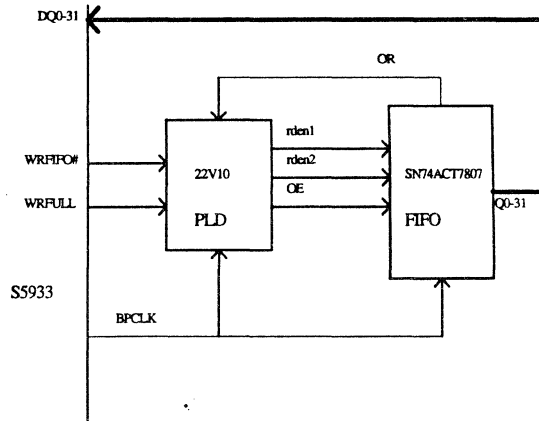 DQ0-31
OR
rden1
WRFIFO#
22V10
rden2
SN74ACT7807
OE
WRFULL
PLD
FIFO
Q0-31
S5933
BPCLK